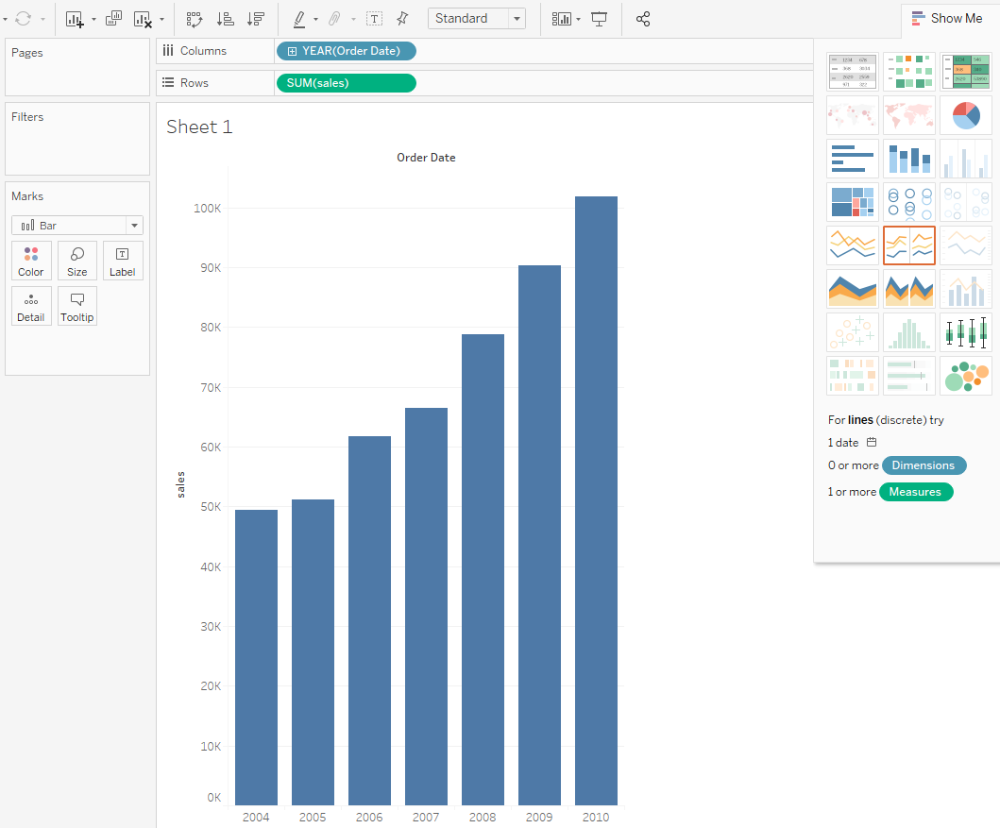 Standard
Show Me
Pages
Columns
YEAR(Order Date)
Rows
SUM(sales)
Filters
Marks
Bar
Color
Size
Label
Detail
Tooltip
Sheet 1
Order Date
100K
90K
80K
70K
60K
50K
40K
30K
20K
10K
0K
sales
2004 2005 2006 2007 2008 2009 2010
For lines (discrete) try
1 date
0 or more Dimensions
1 or more Measures